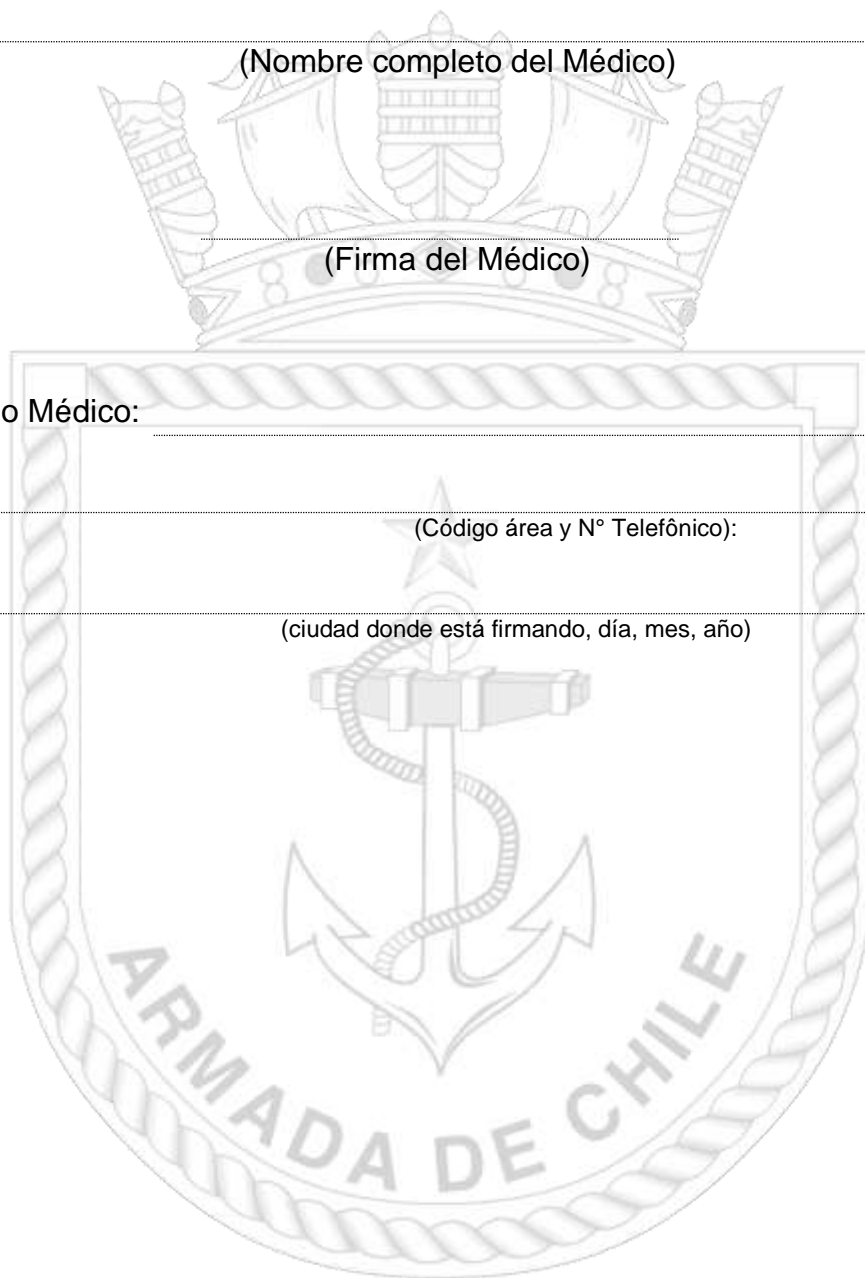 (Nombre completo del Médico)
(Firma del Médico)
o Médico:
(Código área y N° Telefônico):
(ciudad donde está firmando, día, mes, año)
ARMADA DE CHILE